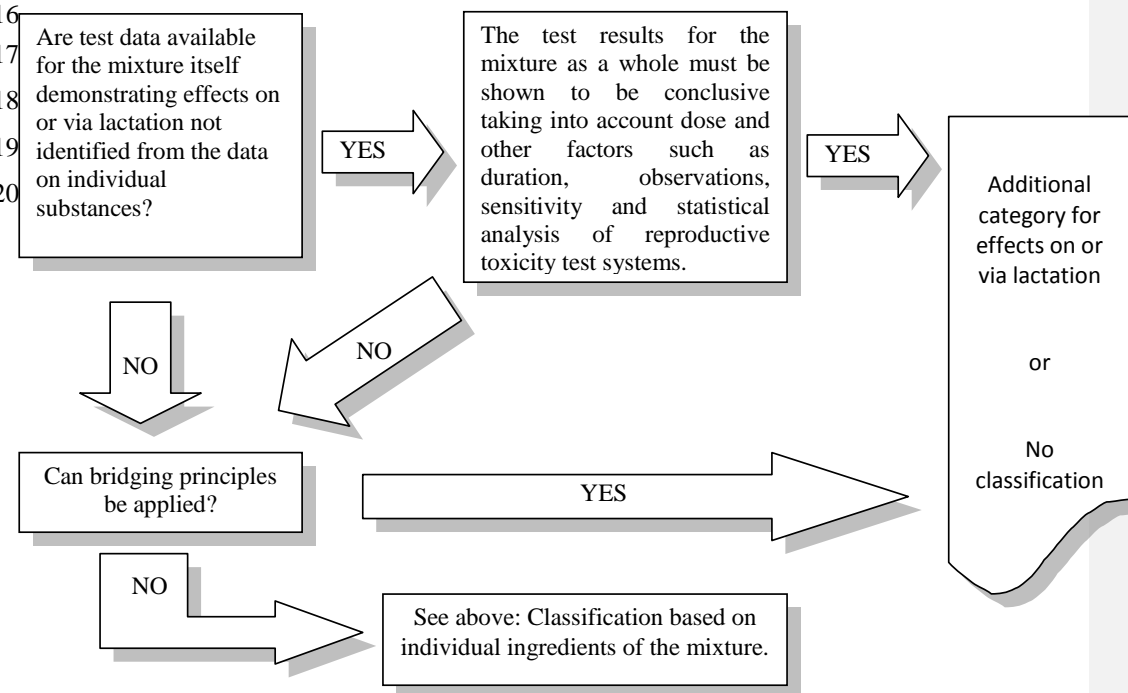 16
17
18
19
20
Are test data available
for the mixture itself
demonstrating effects on
or via lactation not
identified from the data
on individual
substances?
YES
The test results for the
mixture as a whole must be
shown to be conclusive
taking into account dose and
other factors such as
duration, observations,
sensitivity and statistical
analysis of reproductive
toxicity test systems.
YES
Additional
category for
effects on or
via lactation
or
No
classification
NO
NO
Can bridging principles
be applied?
YES
NO
See above: Classification based on
individual ingredients of the mixture.